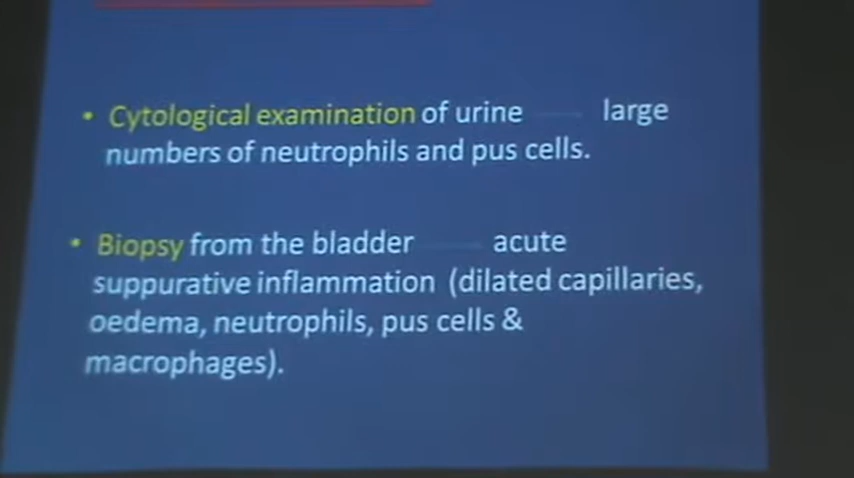 • Cytological examination of urine large
numbers of neutrophils and pus cells.
• Biopsy from the bladder acute
suppurative inflammation (dilated capillaries,
oedema, neutrophils, pus cells &
macrophages).